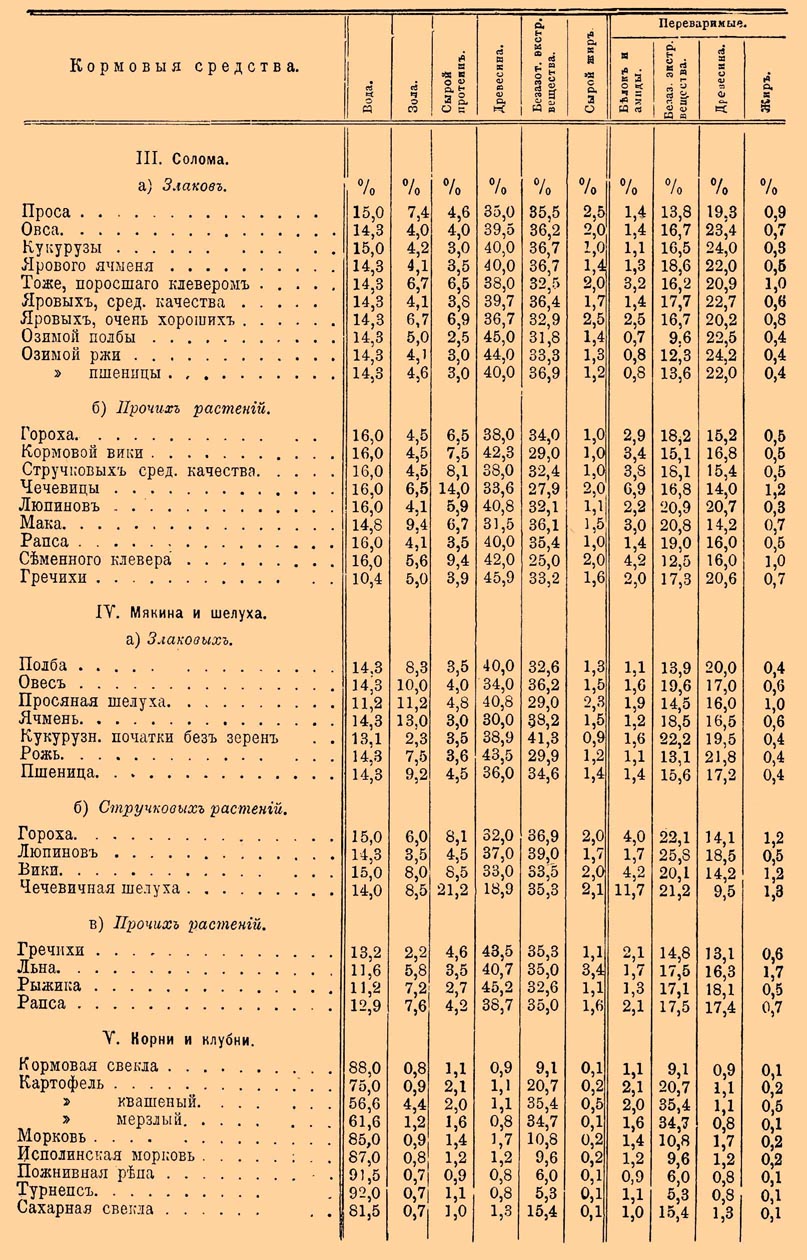 Кормовыя средства. Вода. Зола. Сырой протеинъ. Древесина. Безазот. экстр. вещества. Сырой жиръ. Переваримые. Бѣлокъ и амиды. Безаз. экстр. вещества. Древесина. Жиръ.
III. Солома.
а) Злаковъ. % % % % % % % % % %
Проса 15,0 7,4 4,6 35,0 35,5 2,5 1,4 13,8 19,3 0,9
Овса 14,3 4,0 4,0 39,5 36,2 2,0 1,4 16,7 23,4 0,7
Кукурузы 15,0 4,2 3,0 40,0 36,7 1,0 1,1 16,5 24,0 0,3
Ярового ячменя 14,3 4,1 3,5 40,0 36,7 1,4 1,3 18,6 22,0 0,5
Тоже, поросшаго клеверомъ 14,3 6,7 6,5 38,0 32,5 2,0 3,2 16,2 20,9 1,0
Яровыхъ, сред. качества 14,3 4,1 3,8 39,7 36,4 1,7 1,4 17,7 22,7 0,6
Яровыхъ, очень хорошихъ 14,3 6,7 6,9 36,7 32,9 2,5 2,5 16,7 20,2 0,8
Озимой полбы 14,3 5,0 2,5 45,0 31,8 1,4 0,7 9,6 22,5 0,4
Озимой ржи 14,3 4,1 3,0 44,0 33,3 1,3 0,8 12,3 24,2 0,4
» пшеницы 14,3 4,6 3,0 40,0 36,9 1,2 0,8 13,6 22,0 0,4
б) Прочихъ растеній.
Гороха. 16,0 4,5 6,5 38,0 34,0 1,0 2,9 18,2 15,2 0,5
Кормовой вики 16,0 4,5 7,5 42,3 29,0 1,0 3,4 15,1 16,8 0,5
Стручковыхъ сред. качества. 16,0 4,5 8,1 38,0 32,4 1,0 3,8 18,1 15,4 0,5
Чечевицы 16,0 6,5 14,0 33,6 27,9 2,0 6,9 16,8 14,0 1,2
Люпиновъ 16,0 4,1 5,9 40,8 32,1 1,1 2,2 20,9 20,7 0,3
Мака. 14,8 9,4 6,7 31,5 36,1 1,5 3,0 20,8 14,2 0,7
Рапса 16,0 4,1 3,5 40,0 35,4 1,0 1,4 19,0 16,0 0,5
Сѣменного клевера 16,0 5,6 9,4 42,0 25,0 2,0 4,2 12,5 16,0 1,0
Гречихи 10,4 5,0 3,9 45,9 33,2 1,6 2,0 17,3 20,6 0,7
IV. Мякина и шелуха.
а) Злаковыхъ.
Полба 14,3 8,3 3,5 40,0 32,6 1,3 1,1 13,9 20,0 0,4
Овесъ 14,3 10,0 4,0 34,0 36,2 1,5 1,6 19,6 17,0 0,6
Просяная шелуха. 11,2 11,2 4,8 40,8 29,0 2,3 1,9 14,5 16,0 1,0
Ячмень. 14,3 13,0 3,0 30,0 38,2 1,5 1,2 18,5 16,5 0,6
Кукурузн. початки безъ зеренъ 13,1 2,3 3,5 38,9 41,3 0,9 1,6 22,2 19,5 0,4
Рожь. 14,3 7,5 3,6 43,5 29,9 1,2 1,1 13,1 21,8 0,4
Пшеница. 14,3 9,2 4,5 36,0 34,6 1,4 1,4 15,6 17,2 0,4
б) Стручковыхъ растеній.
Гороха. 15,0 6,0 8,1 32,0 36,9 2,0 4,0 22,1 14,1 1,2
Люпиновъ 14,3 3,5 4,5 37,0 39,0 1,7 1,7 25,8 18,5 0,5
Вики. 15,0 8,0 8,5 33,0 33,5 2,0 4,2 20,1 14,2 1,2
Чечевичная шелуха 14,0 8,5 21,2 18,9 35,3 2,1 11,7 21,2 9,5 1,3
в) Прочихъ растеній.
Гречихи 13,2 2,2 4,6 43,5 35,3 1,1 2,1 14,8 13,1 0,6
Льна. 11,6 5,8 3,5 40,7 35,0 3,4 1,7 17,5 16,3 1,7
Рыжика 11,2 7,2 2,7 45,2 32,6 1,1 1,3 17,1 18,1 0,5
Рапса 12,9 7,6 4,2 38,7 35,0 1,6 2,1 17,5 17,4 0,7
V. Корни и клубни.
Кормовая свекла 88,0 0,8 1,1 0,9 9,1 0,1 1,1 9,1 0,9 0,1
Картофель 75,0 0,9 2,1 1,1 20,7 0,2 2,1 20,7 1,1 0,2
» квашеный. 56,6 4,4 2,0 1,1 35,4 0,5 2,0 35,4 1,1 0,5
» мерзлый. 61,6 1,2 1,6 0,8 34,7 0,1 1,6 34,7 0,8 0,1
Морковь 85,0 0,9 1,4 1,7 10,8 0,2 1,4 10,8 1,7 0,2
Исполинская морковь 87,0 0,8 1,2 1,2 9,6 0,2 1,2 9,6 1,2 0,2
Пожнивная рѣпа 91,5 0,7 0,9 0,8 6,0 0,1 0,9 6,0 0,8 0,1
Турнепсъ. 92,0 0,7 1,1 0,8 5,3 0,1 1,1 5,3 0,8 0,1
Сахарная свекла 81,5 0,7 1,0 1,3 15,4 0,1 1,0 15,4 1,3 0,1